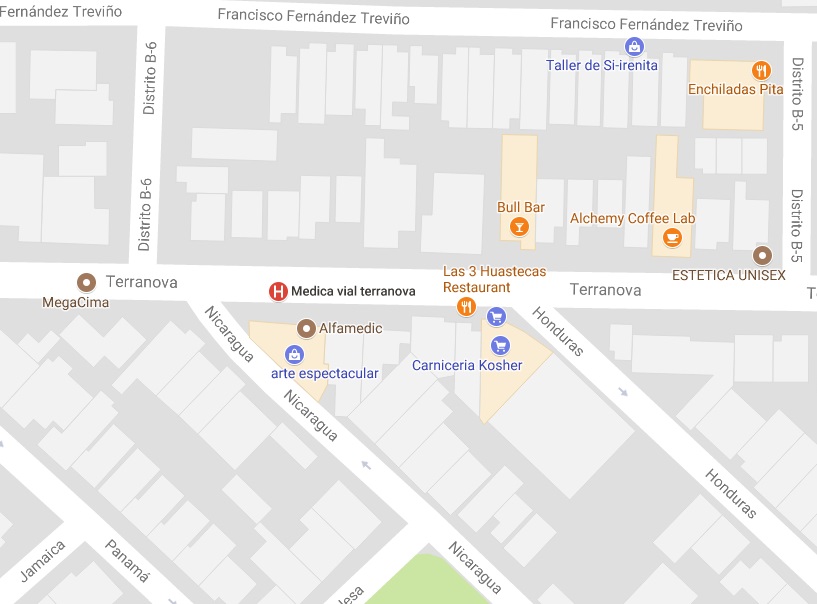 Fernández Treviño
Francisco Fernández Treviño
Francisco Fernández Treviño
Distrito B-6
Taller de Si-irenita
Distrito B-5
Enchiladas Pita
Distrito B-6
Bull Bar
Alchemy Coffee Lab
Distrito B-5
Las 3 Huastecas
Restaurant
ESTETICA UNISEX
Terranova
Medica vial terranova
Terranova
MegaCima
Nicaragua
Alfamedic
Honduras
arte espectacular
Carniceria Kosher
Nicaragua
Honduras
Jamaica
Panamá
Nicaragua